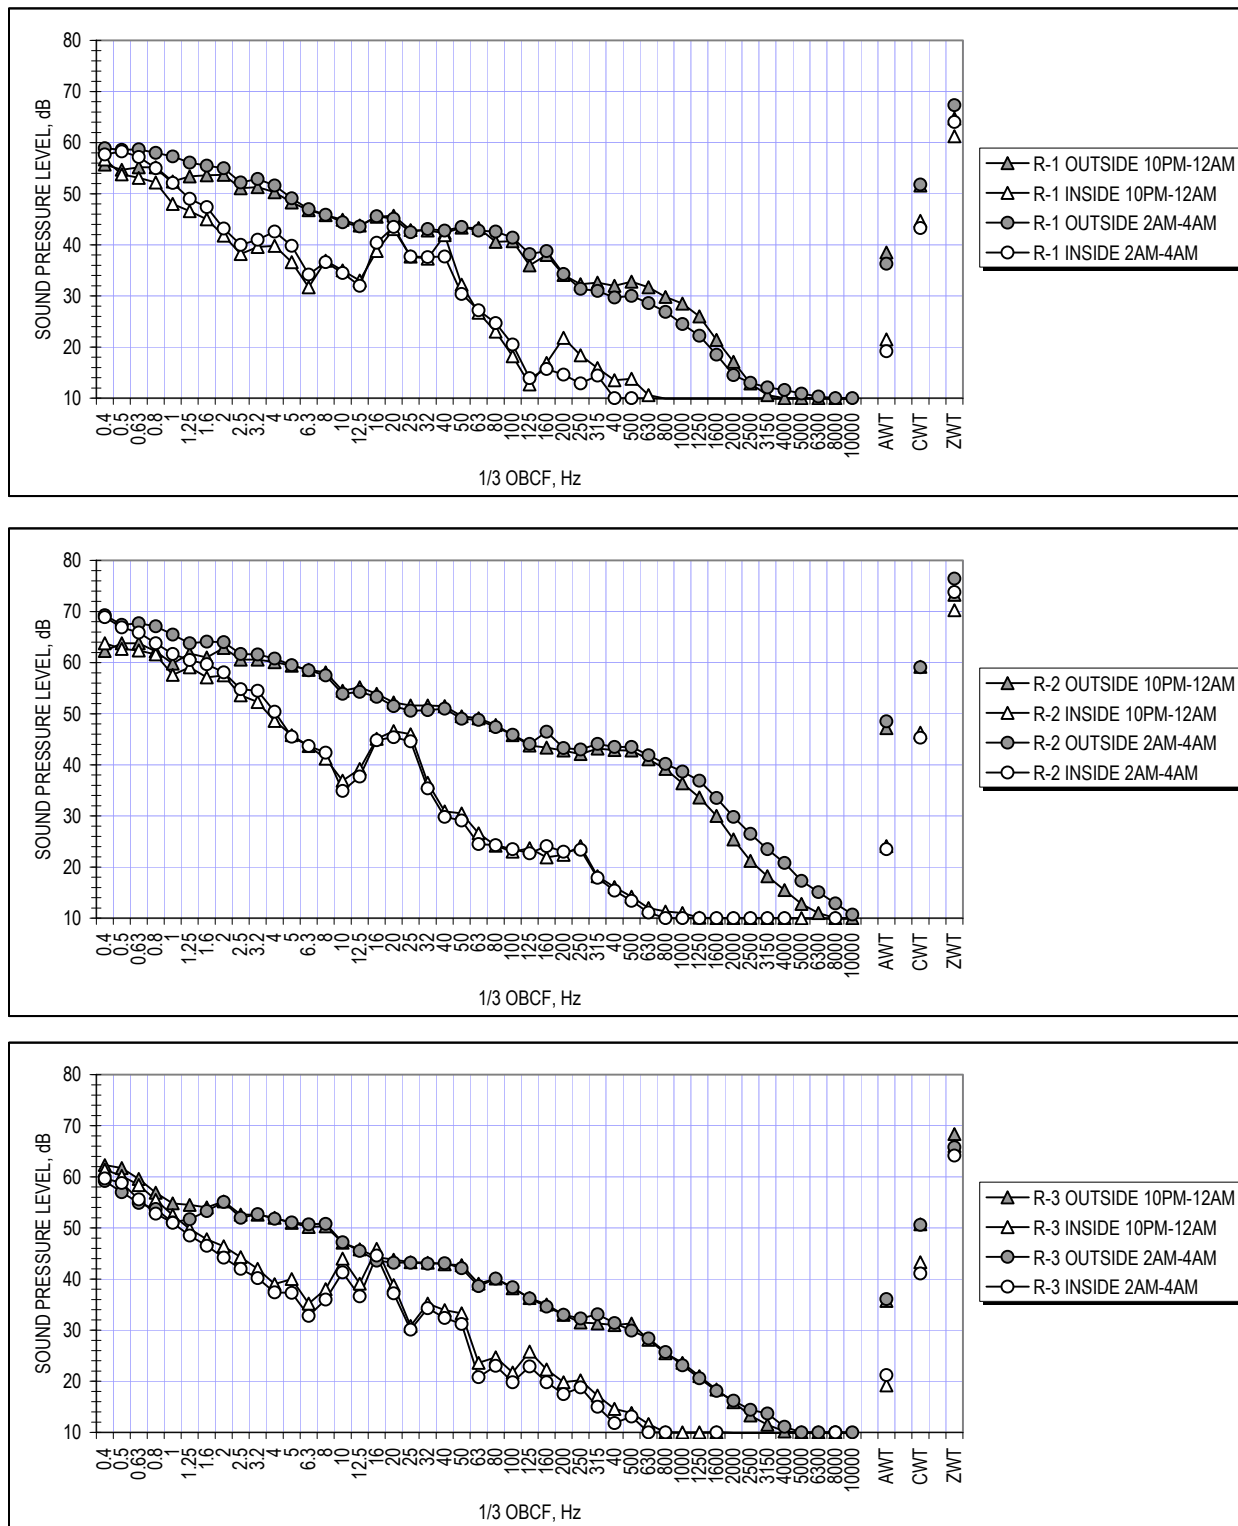 80
70
60
50
40
30
20
10
SOUND PRESSURE LEVEL, dB
0.4 0.5 0.63 0.8 1 1.25 1.6 2 2.5 3.2 4 5 6.3 8 10 12.5 16 20 25 32 40 50 63 80 100 125 160 200 250 315 40 500 630 800 1000 1250 1600 2000 2500 3150 4000 5000 6300 8000 10000 AWT CWT ZWT
1/3 OBCF, Hz
R-1 OUTSIDE 10PM-12AM
R-1 INSIDE 10PM-12AM
R-1 OUTSIDE 2AM-4AM
R-1 INSIDE 2AM-4AM
80
70
60
50
40
30
20
10
SOUND PRESSURE LEVEL, dB
0.4 0.5 0.63 0.8 1 1.25 1.6 2 2.5 3.2 4 5 6.3 8 10 12.5 16 20 25 32 40 50 63 80 100 125 160 200 250 315 40 500 630 800 1000 1250 1600 2000 2500 3150 4000 5000 6300 8000 10000 AWT CWT ZWT
1/3 OBCF, Hz
R-2 OUTSIDE 10PM-12AM
R-2 INSIDE 10PM-12AM
R-2 OUTSIDE 2AM-4AM
R-2 INSIDE 2AM-4AM
80
70
60
50
40
30
20
10
SOUND PRESSURE LEVEL, dB
0.4 0.5 0.63 0.8 1 1.25 1.6 2 2.5 3.2 4 5 6.3 8 10 12.5 16 20 25 32 40 50 63 80 100 125 160 200 250 315 40 500 630 800 1000 1250 1600 2000 2500 3150 4000 5000 6300 8000 10000 AWT CWT ZWT
1/3 OBCF, Hz
R-3 OUTSIDE 10PM-12AM
R-3 INSIDE 10PM-12AM
R-3 OUTSIDE 2AM-4AM
R-3 INSIDE 2AM-4AM